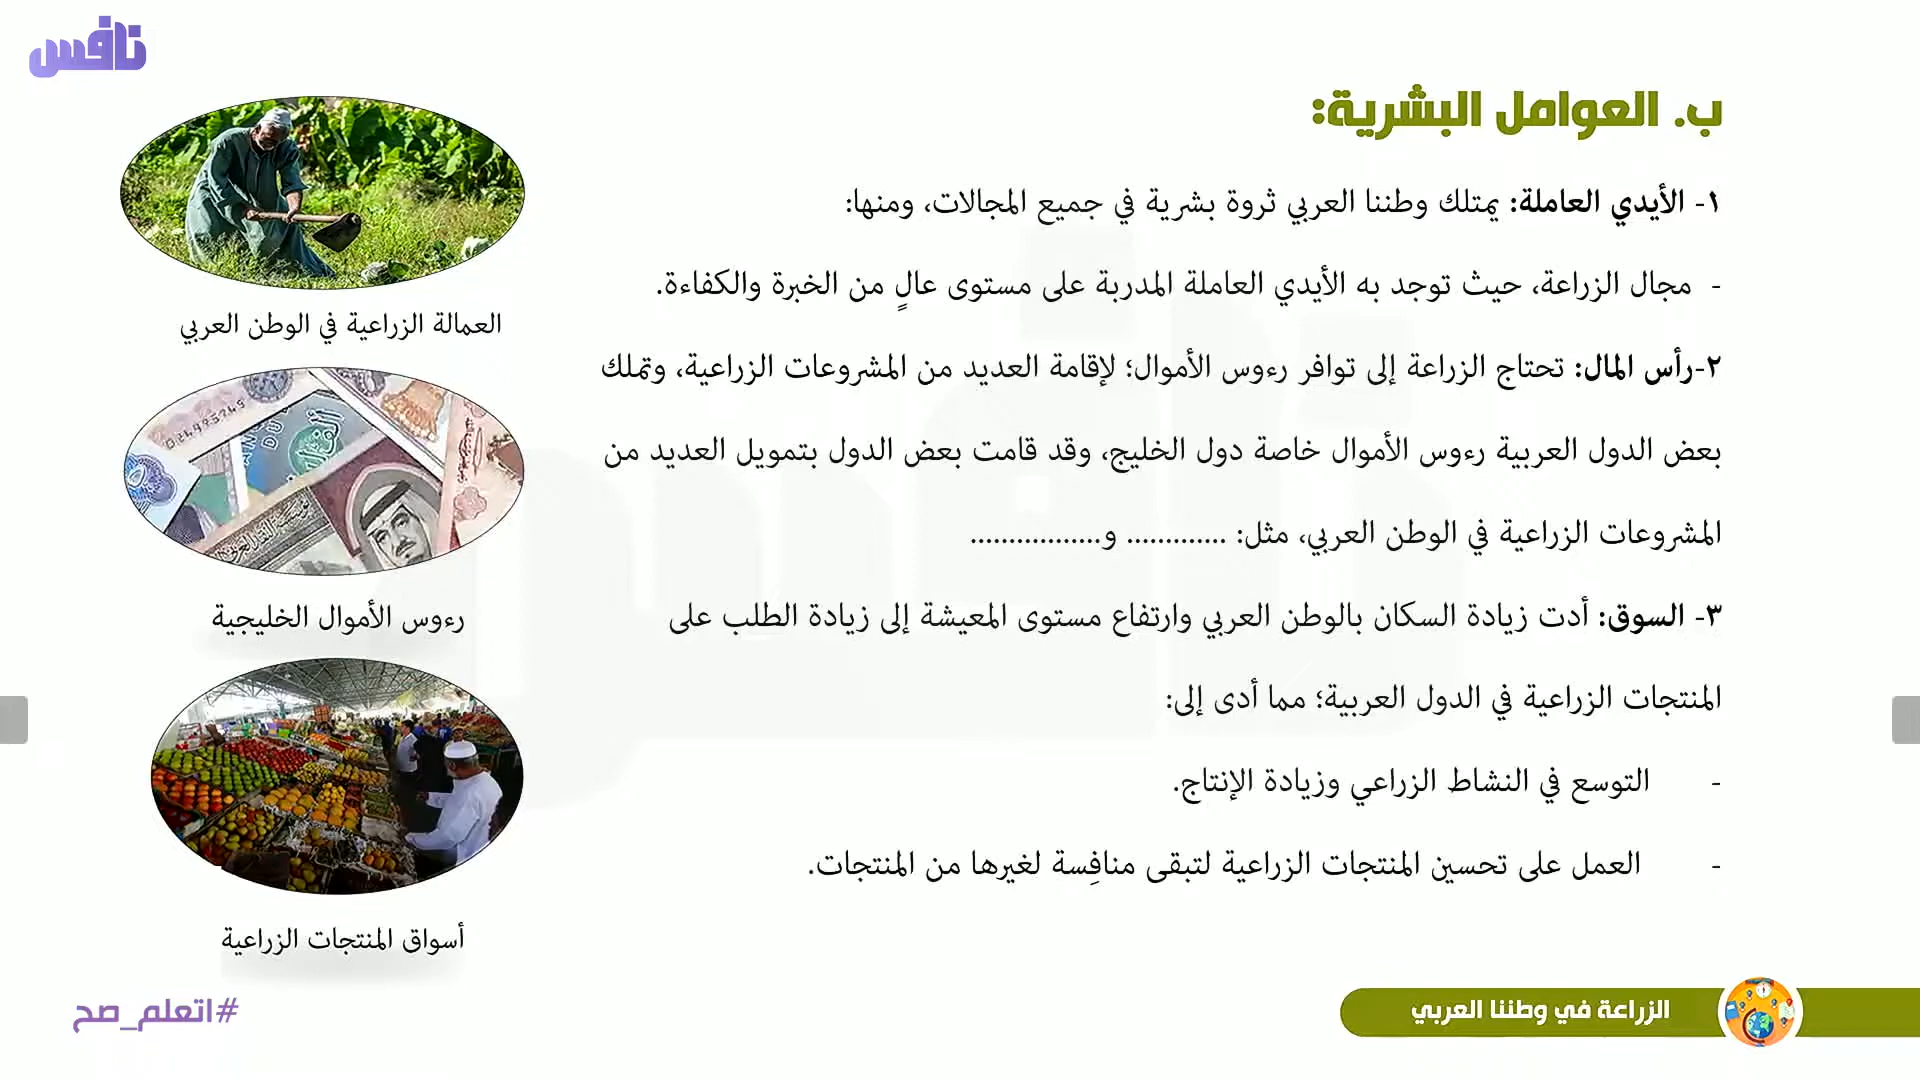 نافس
ب. العوامل البشرية:
١- الأيدي العاملة: يمتلك وطننا العربي ثروة بشرية في جميع المجالات، ومنها:
- مجال الزراعة، حيث توجد به الأيدي العاملة المدربة على مستوى عالٍ من الخبرة والكفاءة.
٢-رأس المال: تحتاج الزراعة إلى توافر رءوس الأموال؛ لإقامة العديد من المشروعات الزراعية، وتملك
بعض الدول العربية رءوس الأموال خاصة دول الخليج، وقد قامت بعض الدول بتمويل العديد من
المشروعات الزراعية في الوطن العربي، مثل: ............. و.................
٣- السوق: أدت زيادة السكان بالوطن العربي وارتفاع مستوى المعيشة إلى زيادة الطلب على
المنتجات الزراعية في الدول العربية؛ مما أدى إلى:
- التوسع في النشاط الزراعي وزيادة الإنتاج.
- العمل على تحسين المنتجات الزراعية لتبقى منافِسة لغيرها من المنتجات.
العمالة الزراعية في الوطن العربي
رءوس الأموال الخليجية
أسواق المنتجات الزراعية
الزراعة في وطننا العربي
#اتعلم_صح